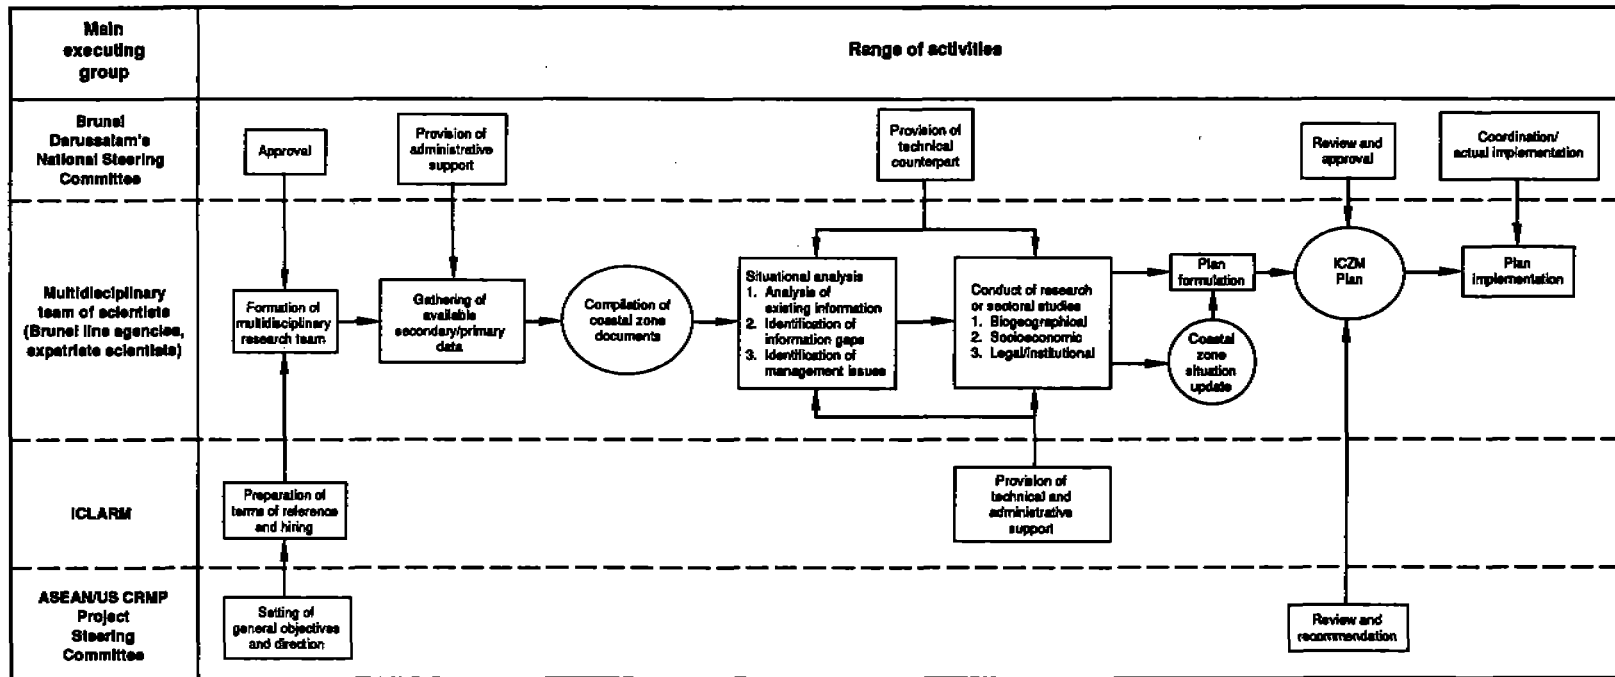 Main
executing
group
Range of activities
Brunei
Darussalam's
National Steering
Committee
Approval
Provision of
administrative
support
Provision of
technical
counterpart
Review and
approval
Coordination/
actual implementation
Multidisciplinary
team of scientists
(Brunei line agencies,
expatriate scientists)
Formation of
multidisciplinary
research team
Gathering of
available
secondary/primary
data
Compilation of
coastal zone
documents
Situational analysis
1. Analysis of
existing information
2. Identification of
information gaps
3. Identification of
management issues
Conduct of research
or sectoral studies
1. Biogeographical
2. Socioeconomic
3. Legal/institutional
Plan
formulation
Coastal
zone
situation
update
ICZM
Plan
Plan
implementation
ICLARM
Preparation of
terms of reference
and hiring
Provision of
technical and
administrative
support
ASEAN/US CRMP
Project
Steering
Committee
Setting of
general objectives
and direction
Review and
recommendation